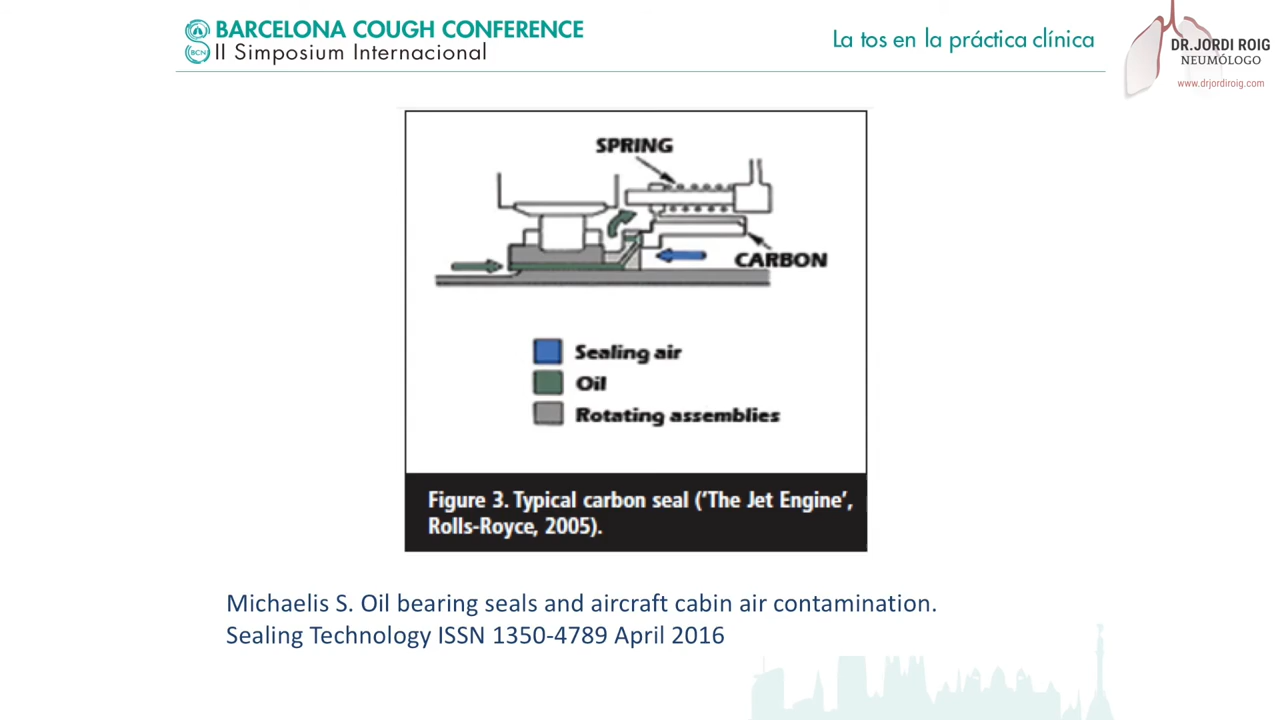 BARCELONA COUGH CONFERENCE
BCN
II Simposium Internacional
La tos en la práctica clínica
DR.JORDI ROIG
NEUMÓLOGO
www.drjordiroig.com
SPRING
CARBON
Sealing air
Oil
Rotating assemblies
Figure 3. Typical carbon seal (‘The Jet Engine’,
Rolls-Royce, 2005).
Michaelis S. Oil bearing seals and aircraft cabin air contamination.
Sealing Technology ISSN 1350-4789 April 2016